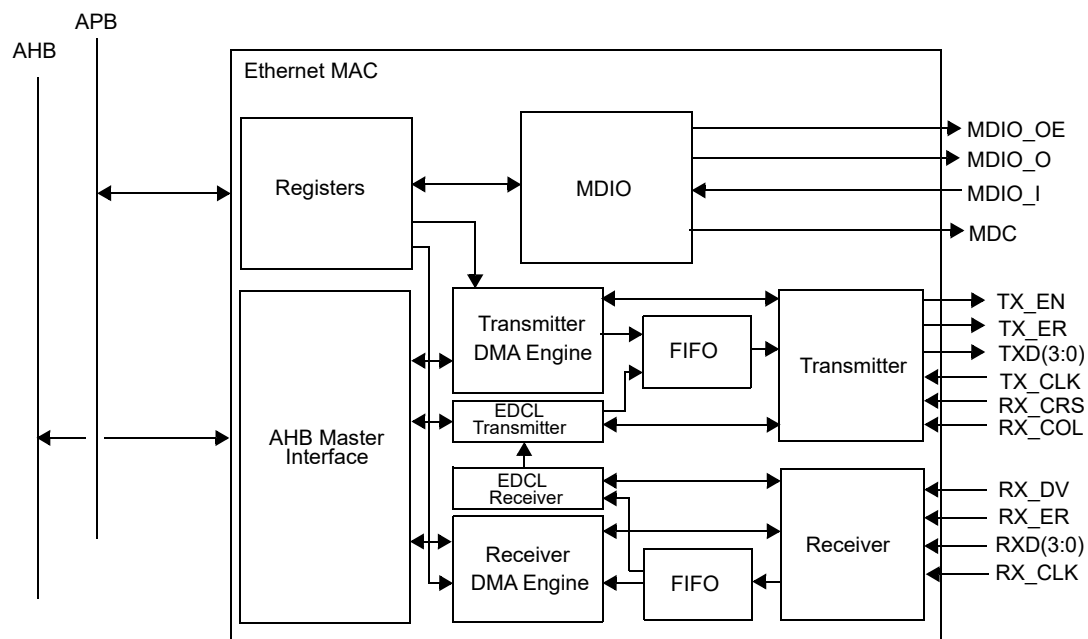 APB
AHB
Ethernet MAC
Registers
MDIO
MDIO_OE
MDIO_O
MDIO_I
MDC
Transmitter
DMA Engine
FIFO
Transmitter
TX_EN
TX_ER
TXD(3:0)
TX_CLK
RX_CRS
RX_COL
EDCL
Transmitter
AHB Master
Interface
EDCL
Receiver
Receiver
DMA Engine
FIFO
Receiver
RX_DV
RX_ER
RXD(3:0)
RX_CLK